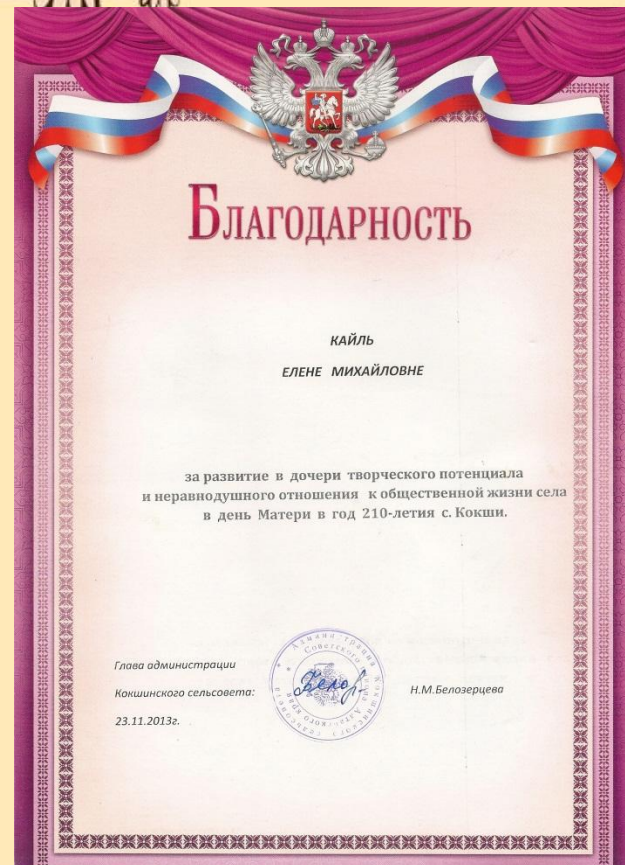 БЛАГОДАРНОСТЬ
КАЙЛЬ
ЕЛЕНЕ МИХАЙЛОВНЕ
за развитие в дочери творческого потенциала
и неравнодушного отношения к общественной жизни села
в день Матери в год 210-летия с. Кокши.
Глава администрации
Кокшинского сельсовета:
Н.М.Белозерцева
23.11.2013г.